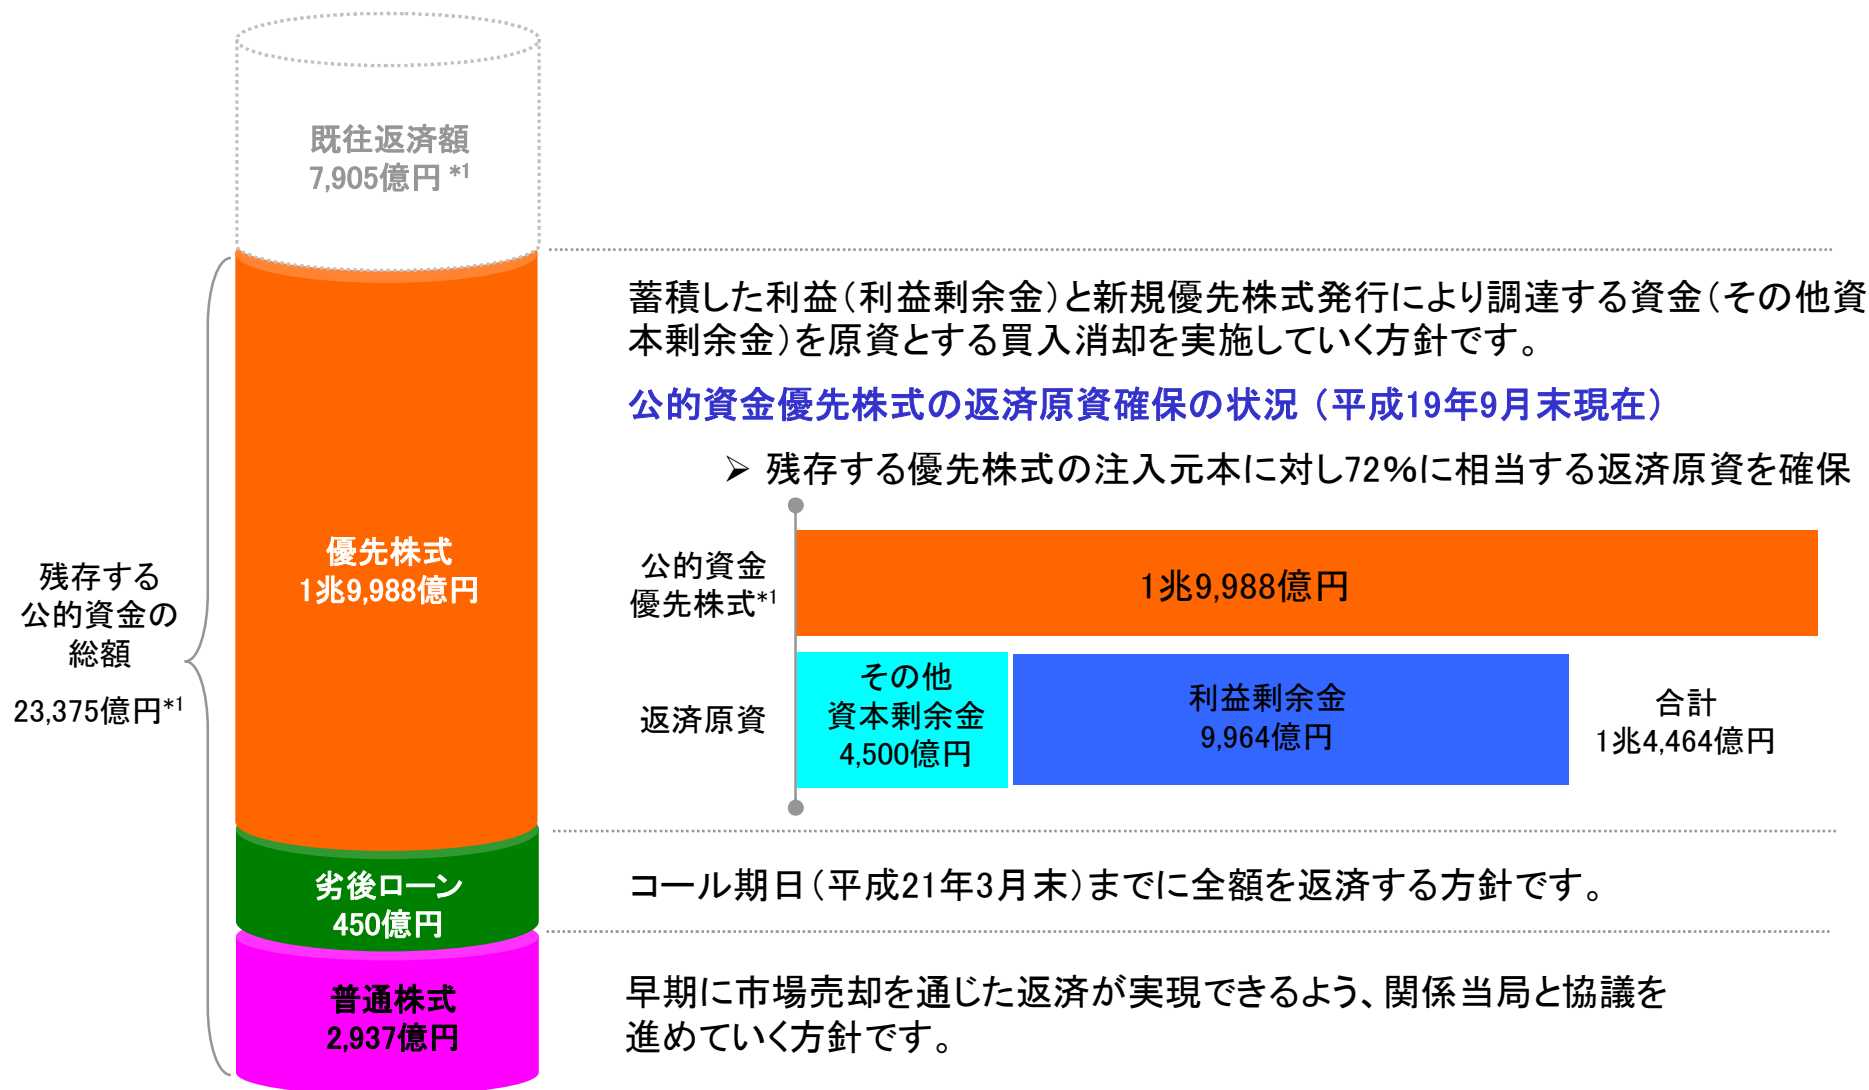 既往返済額
7,905億円 *1
蓄積した利益（利益剰余金）と新規優先株式発行により調達する資金（その他資
本剰余金）を原資とする買入消却を実施していく方針です。
公的資金優先株式の返済原資確保の状況（平成19年9月末現在）
➢ 残存する優先株式の注入元本に対し72％に相当する返済原資を確保
残存する
公的資金の
総額
23,375億円*1
優先株式
1兆9,988億円
公的資金
優先株式*1
1兆9,988億円
返済原資
その他
資本剰余金
4,500億円
利益剰余金
9,964億円
合計
1兆4,464億円
劣後ローン
450億円
コール期日（平成21年3月末）までに全額を返済する方針です。
普通株式
2,937億円
早期に市場売却を通じた返済が実現できるよう、関係当局と協議を
進めていく方針です。